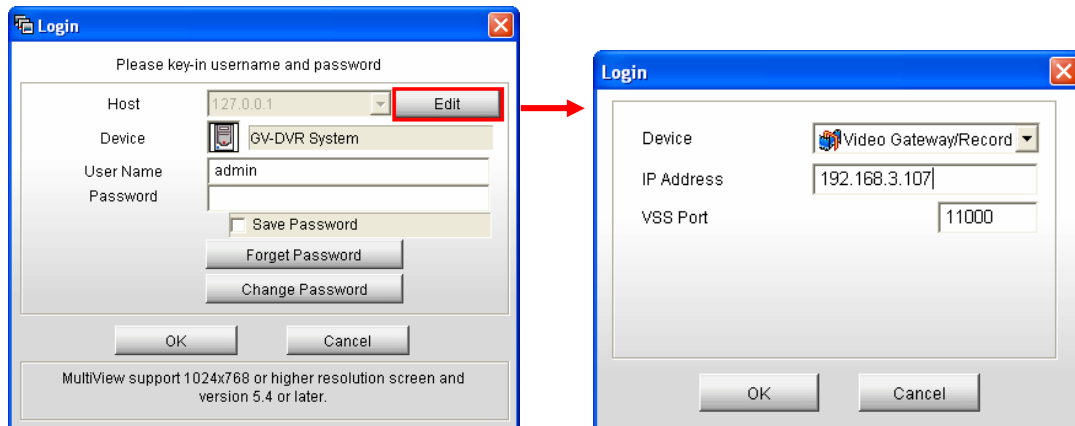 Login
Please key-in username and password
Host 127.0.0.1 Edit
Device GV-DVR System
User Name admin
Password
Save Password
Forget Password
Change Password
OK Cancel
MultiView support 1024x768 or higher resolution screen and
version 5.4 or later.
Login
Device Video Gateway/Record
IP Address 192.168.3.107
VSS Port 11000
OK Cancel